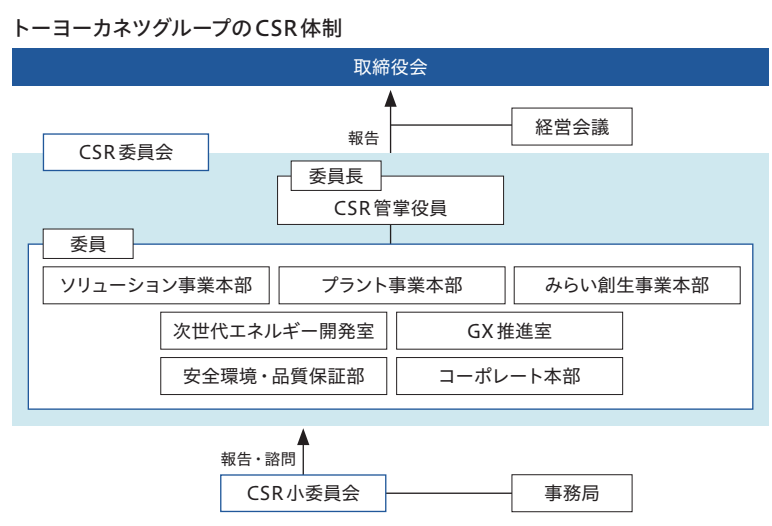 トーヨーカネツグループのCSR体制
取締役会
経営会議
報告
CSR委員会
委員長
CSR管掌役員
委員
ソリューション事業本部
プラント事業本部
みらい創生事業本部
次世代エネルギー開発室
GX推進室
安全環境・品質保証部
コーポレート本部
報告・諮問
CSR小委員会
事務局